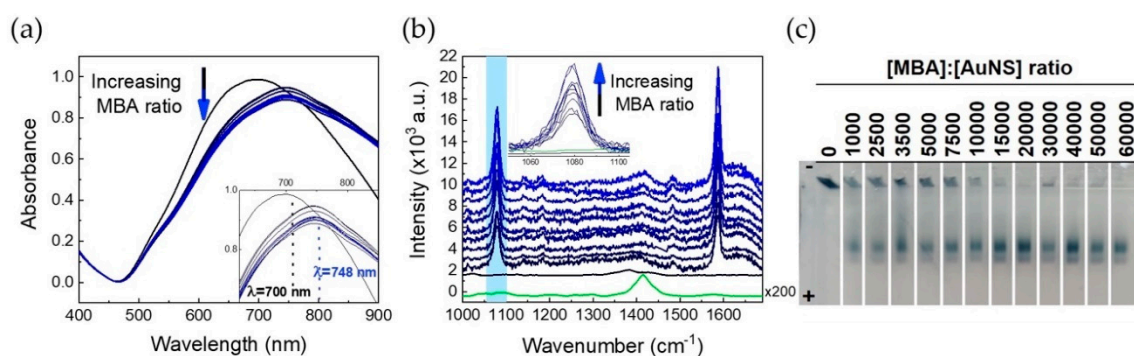 (a)
(b)
(c)
Increasing
MBA ratio
Absorbance
1.0
0.8
0.6
0.4
0.2
0.0
400 500 600 700 800 900
Wavelength (nm)
700 800
1.0
0.9
0.8
λ=748 nm
λ=700 nm
Increasing
MBA ratio
Intensity (x10³ a.u.)
22
20
18
16
14
12
10
10
8
6
4
2
0
1060 1080 1100
x200
1000 1100 1200 1300 1400 1500 1600
Wavenumber (cm⁻¹)
[MBA]:[AuNS] ratio
0
1000
2500
3500
5000
7500
10000
15000
20000
30000
40000
50000
60000
-
+